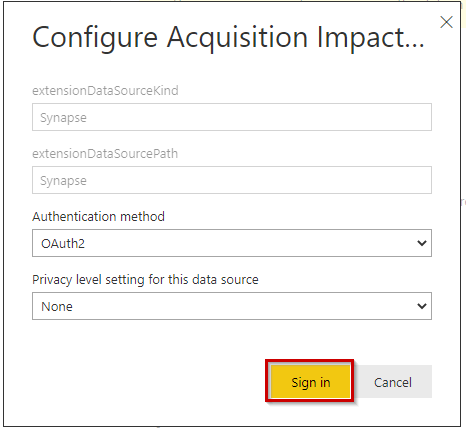 Configure Acquisition Impact...
extensionDataSourceKind
Synapse
extensionDataSourcePath
Synapse
Authentication method
OAuth2
Privacy level setting for this data source
None
Sign in
Cancel